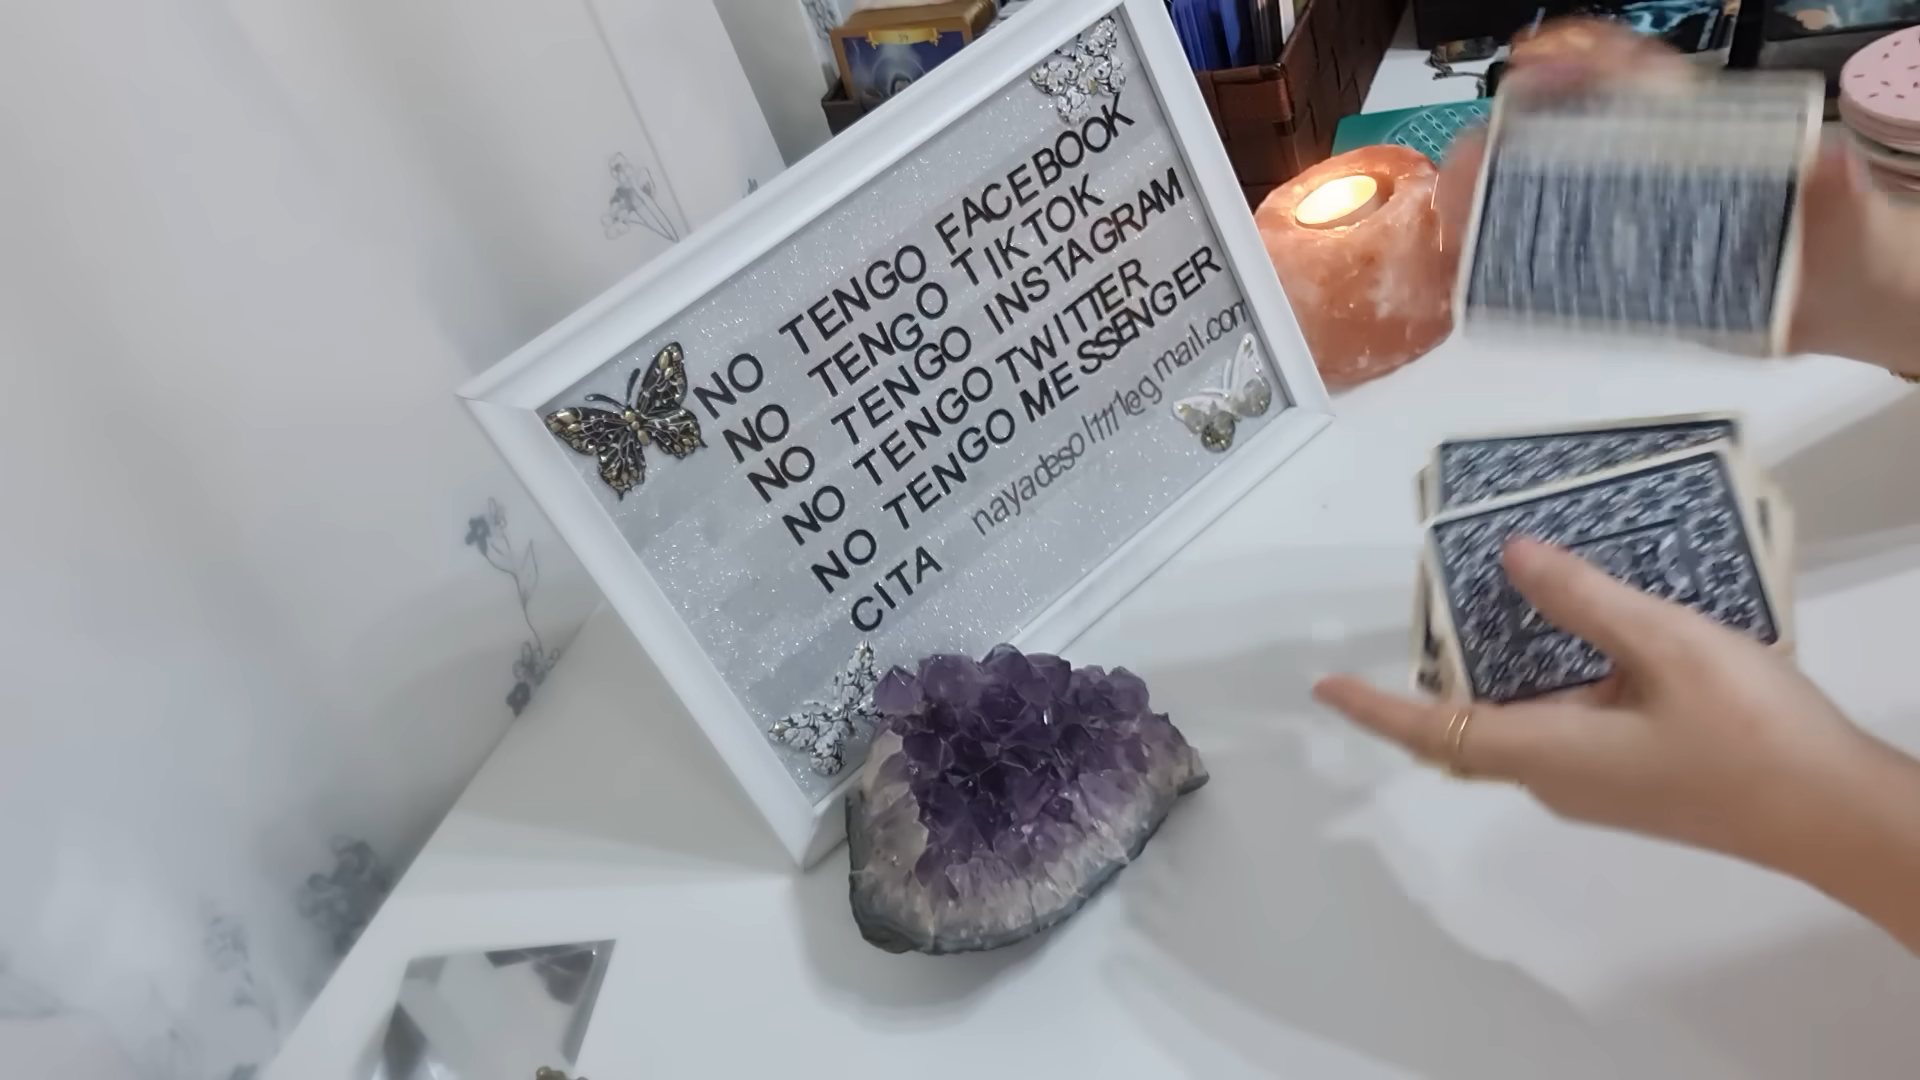 NO TENGO FACEBOOK
NO TENGO TIKTOK
NO TENGO INSTAGRAM
NO TENGO TWITTER
NO TENGO MESSENGER
CITA